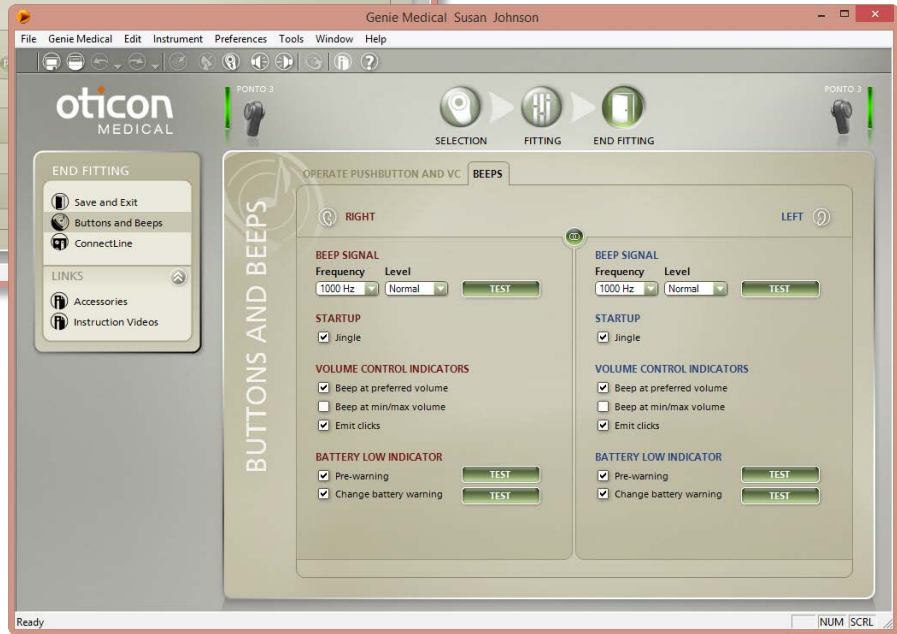 Genie Medical Susan Johnson
File Genie Medical Edit Instrument Preferences Tools Window Help
oticon
MEDICAL
PONTO 3
PONTO 3
SELECTION FITTING END FITTING
END FITTING
Save and Exit
Buttons and Beeps
ConnectLine
LINKS
Accessories
Instruction Videos
BUTTONS AND BEEPS
OPERATE PUSHBUTTON AND VC BEEPS
RIGHT
BEEP SIGNAL
Frequency Level
1000 Hz Normal TEST
STARTUP
Jingle
VOLUME CONTROL INDICATORS
Beep at preferred volume
Beep at min/max volume
Emit clicks
BATTERY LOW INDICATOR
Pre-warning TEST
Change battery warning TEST
LEFT
BEEP SIGNAL
Frequency Level
1000 Hz Normal TEST
STARTUP
Jingle
VOLUME CONTROL INDICATORS
Beep at preferred volume
Beep at min/max volume
Emit clicks
BATTERY LOW INDICATOR
Pre-warning TEST
Change battery warning TEST
Ready NUM SCRL